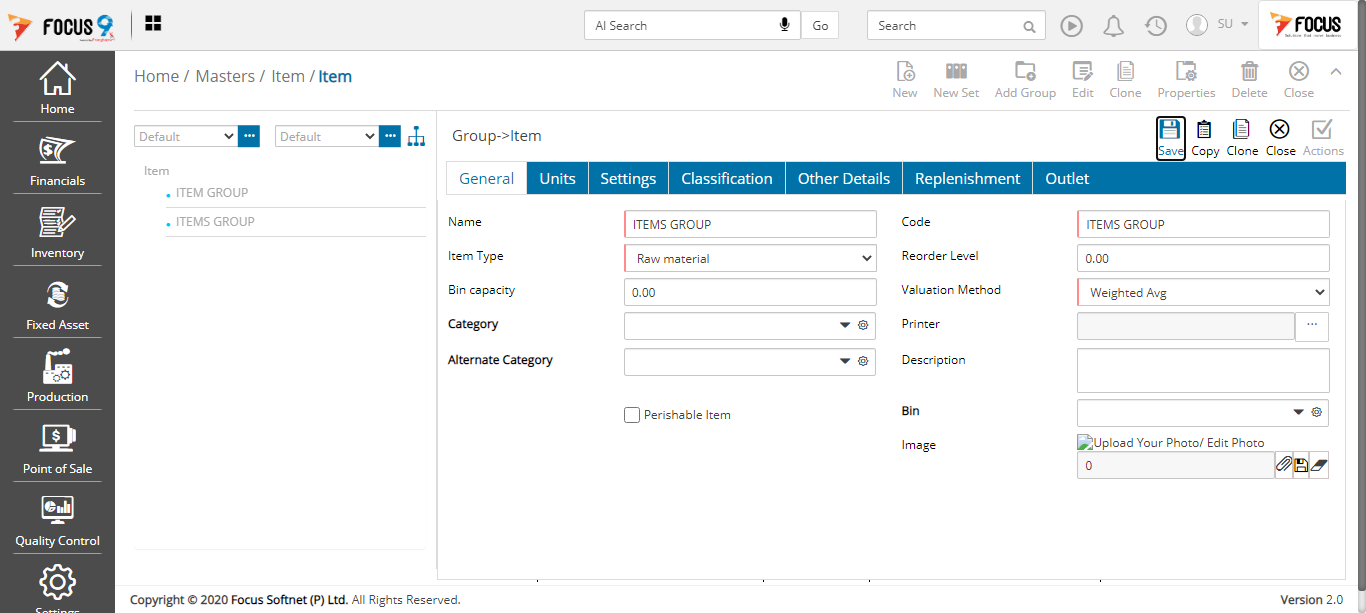 FOCUS 9
AI Search
Go
Search
SU
FOCUS
Home
Financials
Inventory
Fixed Asset
Production
Point of Sale
Quality Control
Settings
Home / Masters / Item / Item
New
New Set
Add Group
Edit
Clone
Properties
Delete
Close
Default
Default
Item
ITEM GROUP
ITEMS GROUP
Group->Item
Save
Copy
Clone
Close
Actions
General
Units
Settings
Classification
Other Details
Replenishment
Outlet
Name
ITEMS GROUP
Code
ITEMS GROUP
Item Type
Raw material
Reorder Level
0.00
Bin capacity
0.00
Valuation Method
Weighted Avg
Category
Printer
...
Alternate Category
Description
Perishable Item
Bin
Image
Upload Your Photo/ Edit Photo
0
Copyright © 2020 Focus Softnet (P) Ltd. All Rights Reserved.
Version 2.0